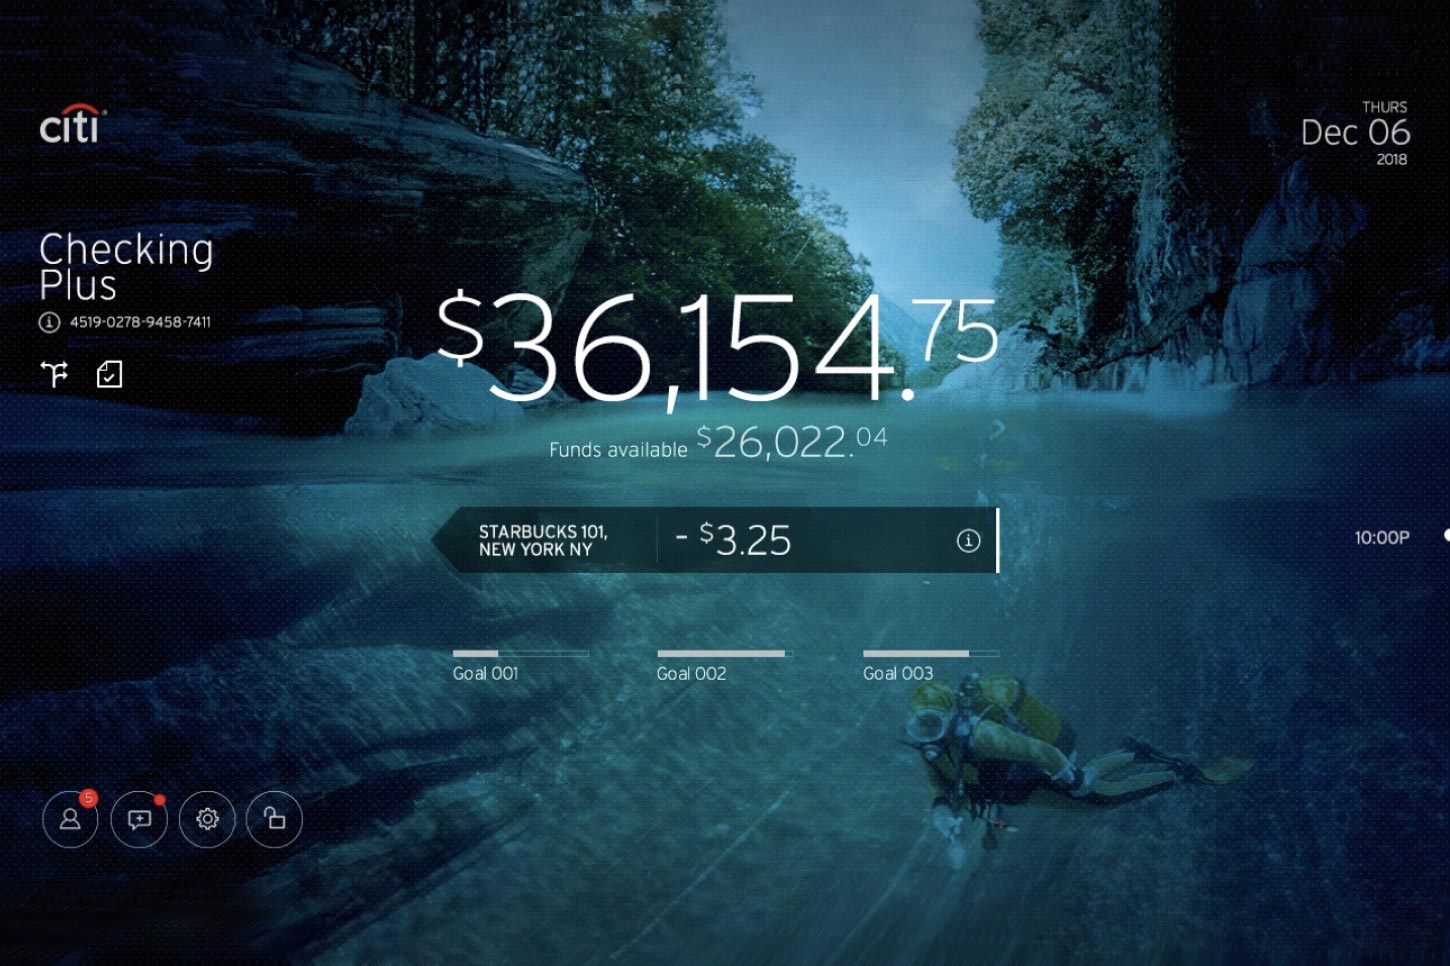 citi®
THURS
Dec 06
2018
Checking
Plus
4519-0278-9458-7411
$36,154.75
Funds available $26,022.04
STARBUCKS 101,
NEW YORK NY
- $3.25
10:00P
Goal 001
Goal 002
Goal 003
5